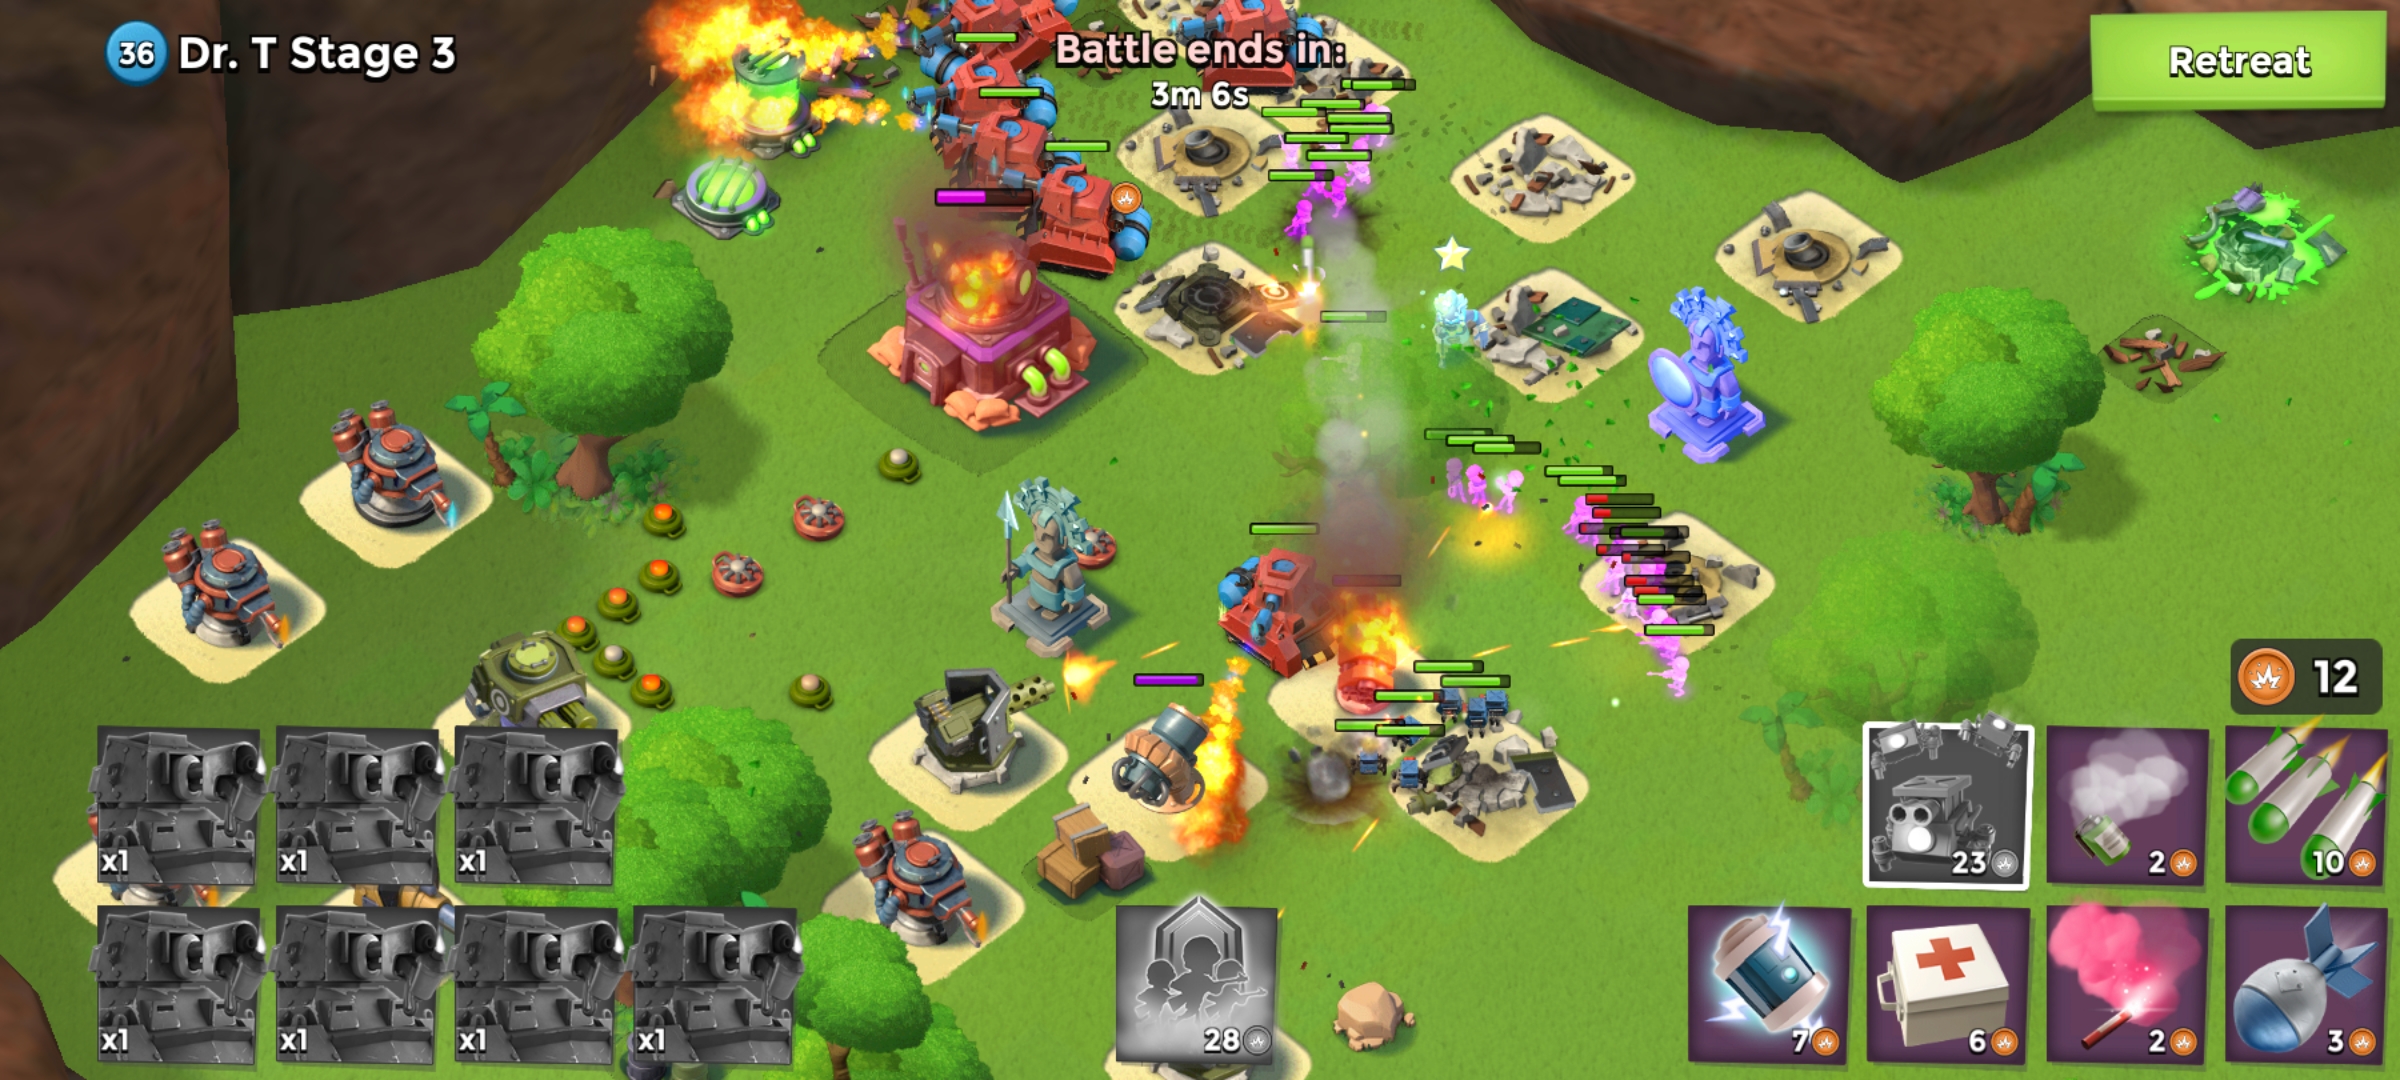 36 Dr. T Stage 3
Battle ends in:
3m 6s
Retreat
12
x1 x1 x1
23 2 10
x1 x1 x1 x1
28
7 6 2 3